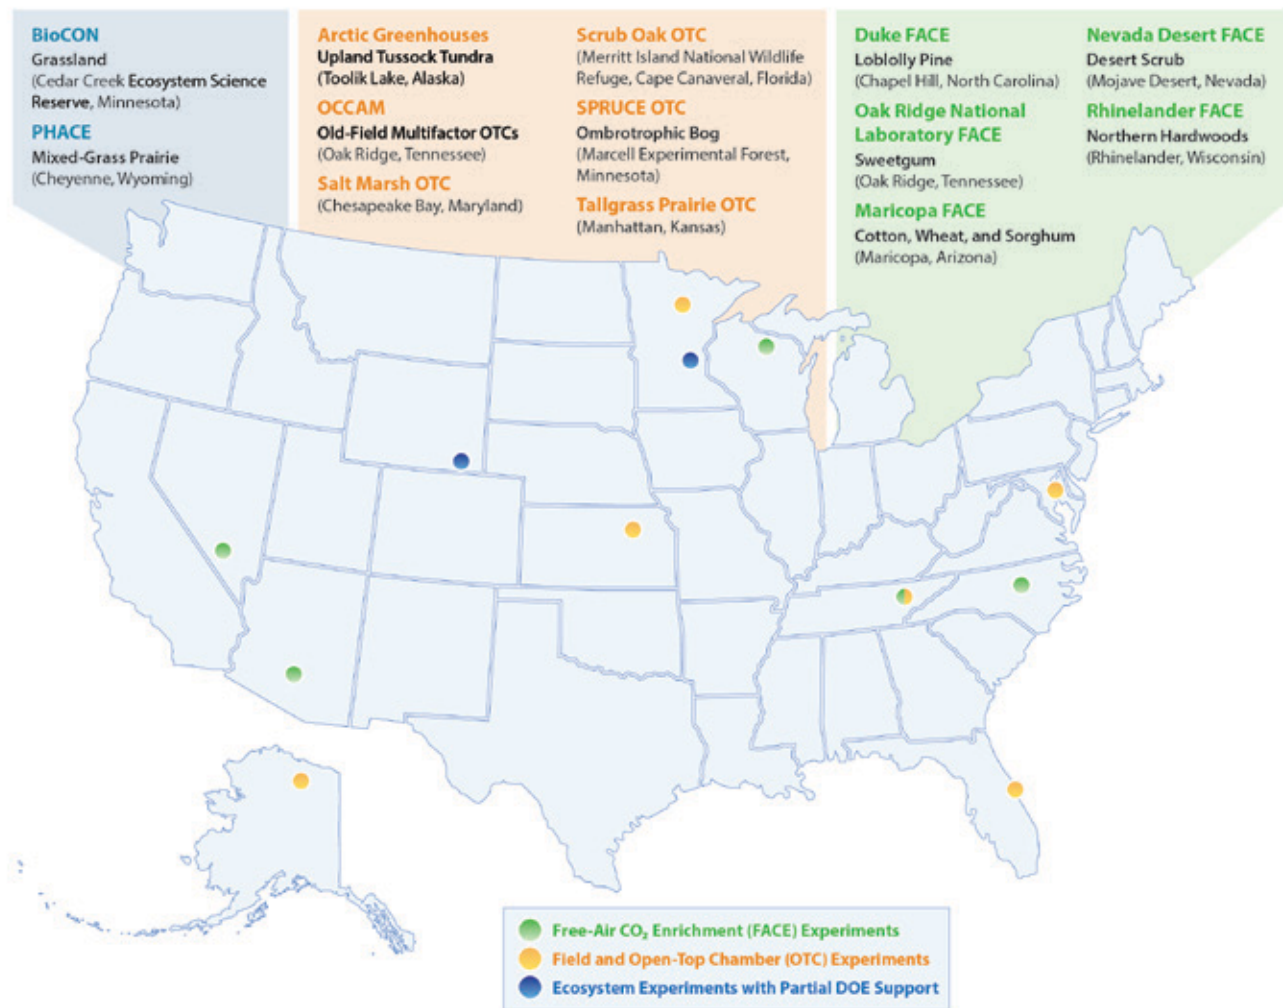 BioCON
Grassland
(Cedar Creek Ecosystem Science
Reserve, Minnesota)
PHACE
Mixed-Grass Prairie
(Cheyenne, Wyoming)
Arctic Greenhouses
Upland Tussock Tundra
(Toolik Lake, Alaska)
OCCAM
Old-Field Multifactor OTCs
(Oak Ridge, Tennessee)
Salt Marsh OTC
(Chesapeake Bay, Maryland)
Scrub Oak OTC
(Merritt Island National Wildlife
Refuge, Cape Canaveral, Florida)
SPRUCE OTC
Ombrotrophic Bog
(Marcell Experimental Forest,
Minnesota)
Tallgrass Prairie OTC
(Manhattan, Kansas)
Duke FACE
Loblolly Pine
(Chapel Hill, North Carolina)
Oak Ridge National
Laboratory FACE
Sweetgum
(Oak Ridge, Tennessee)
Maricopa FACE
Cotton, Wheat, and Sorghum
(Maricopa, Arizona)
Nevada Desert FACE
Desert Scrub
(Mojave Desert, Nevada)
Rhinelander FACE
Northern Hardwoods
(Rhinelander, Wisconsin)
Free-Air CO₂ Enrichment (FACE) Experiments
Field and Open-Top Chamber (OTC) Experiments
Ecosystem Experiments with Partial DOE Support